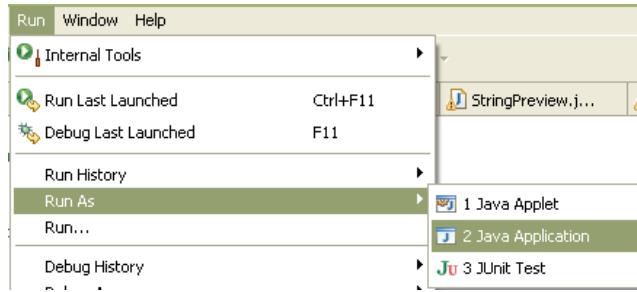 Run Window Help
Internal Tools
Run Last Launched Ctrl+F11
StringPreview.j...
Debug Last Launched F11
Run History
Run As
1 Java Applet
Run...
2 Java Application
Debug History
3 JUnit Test